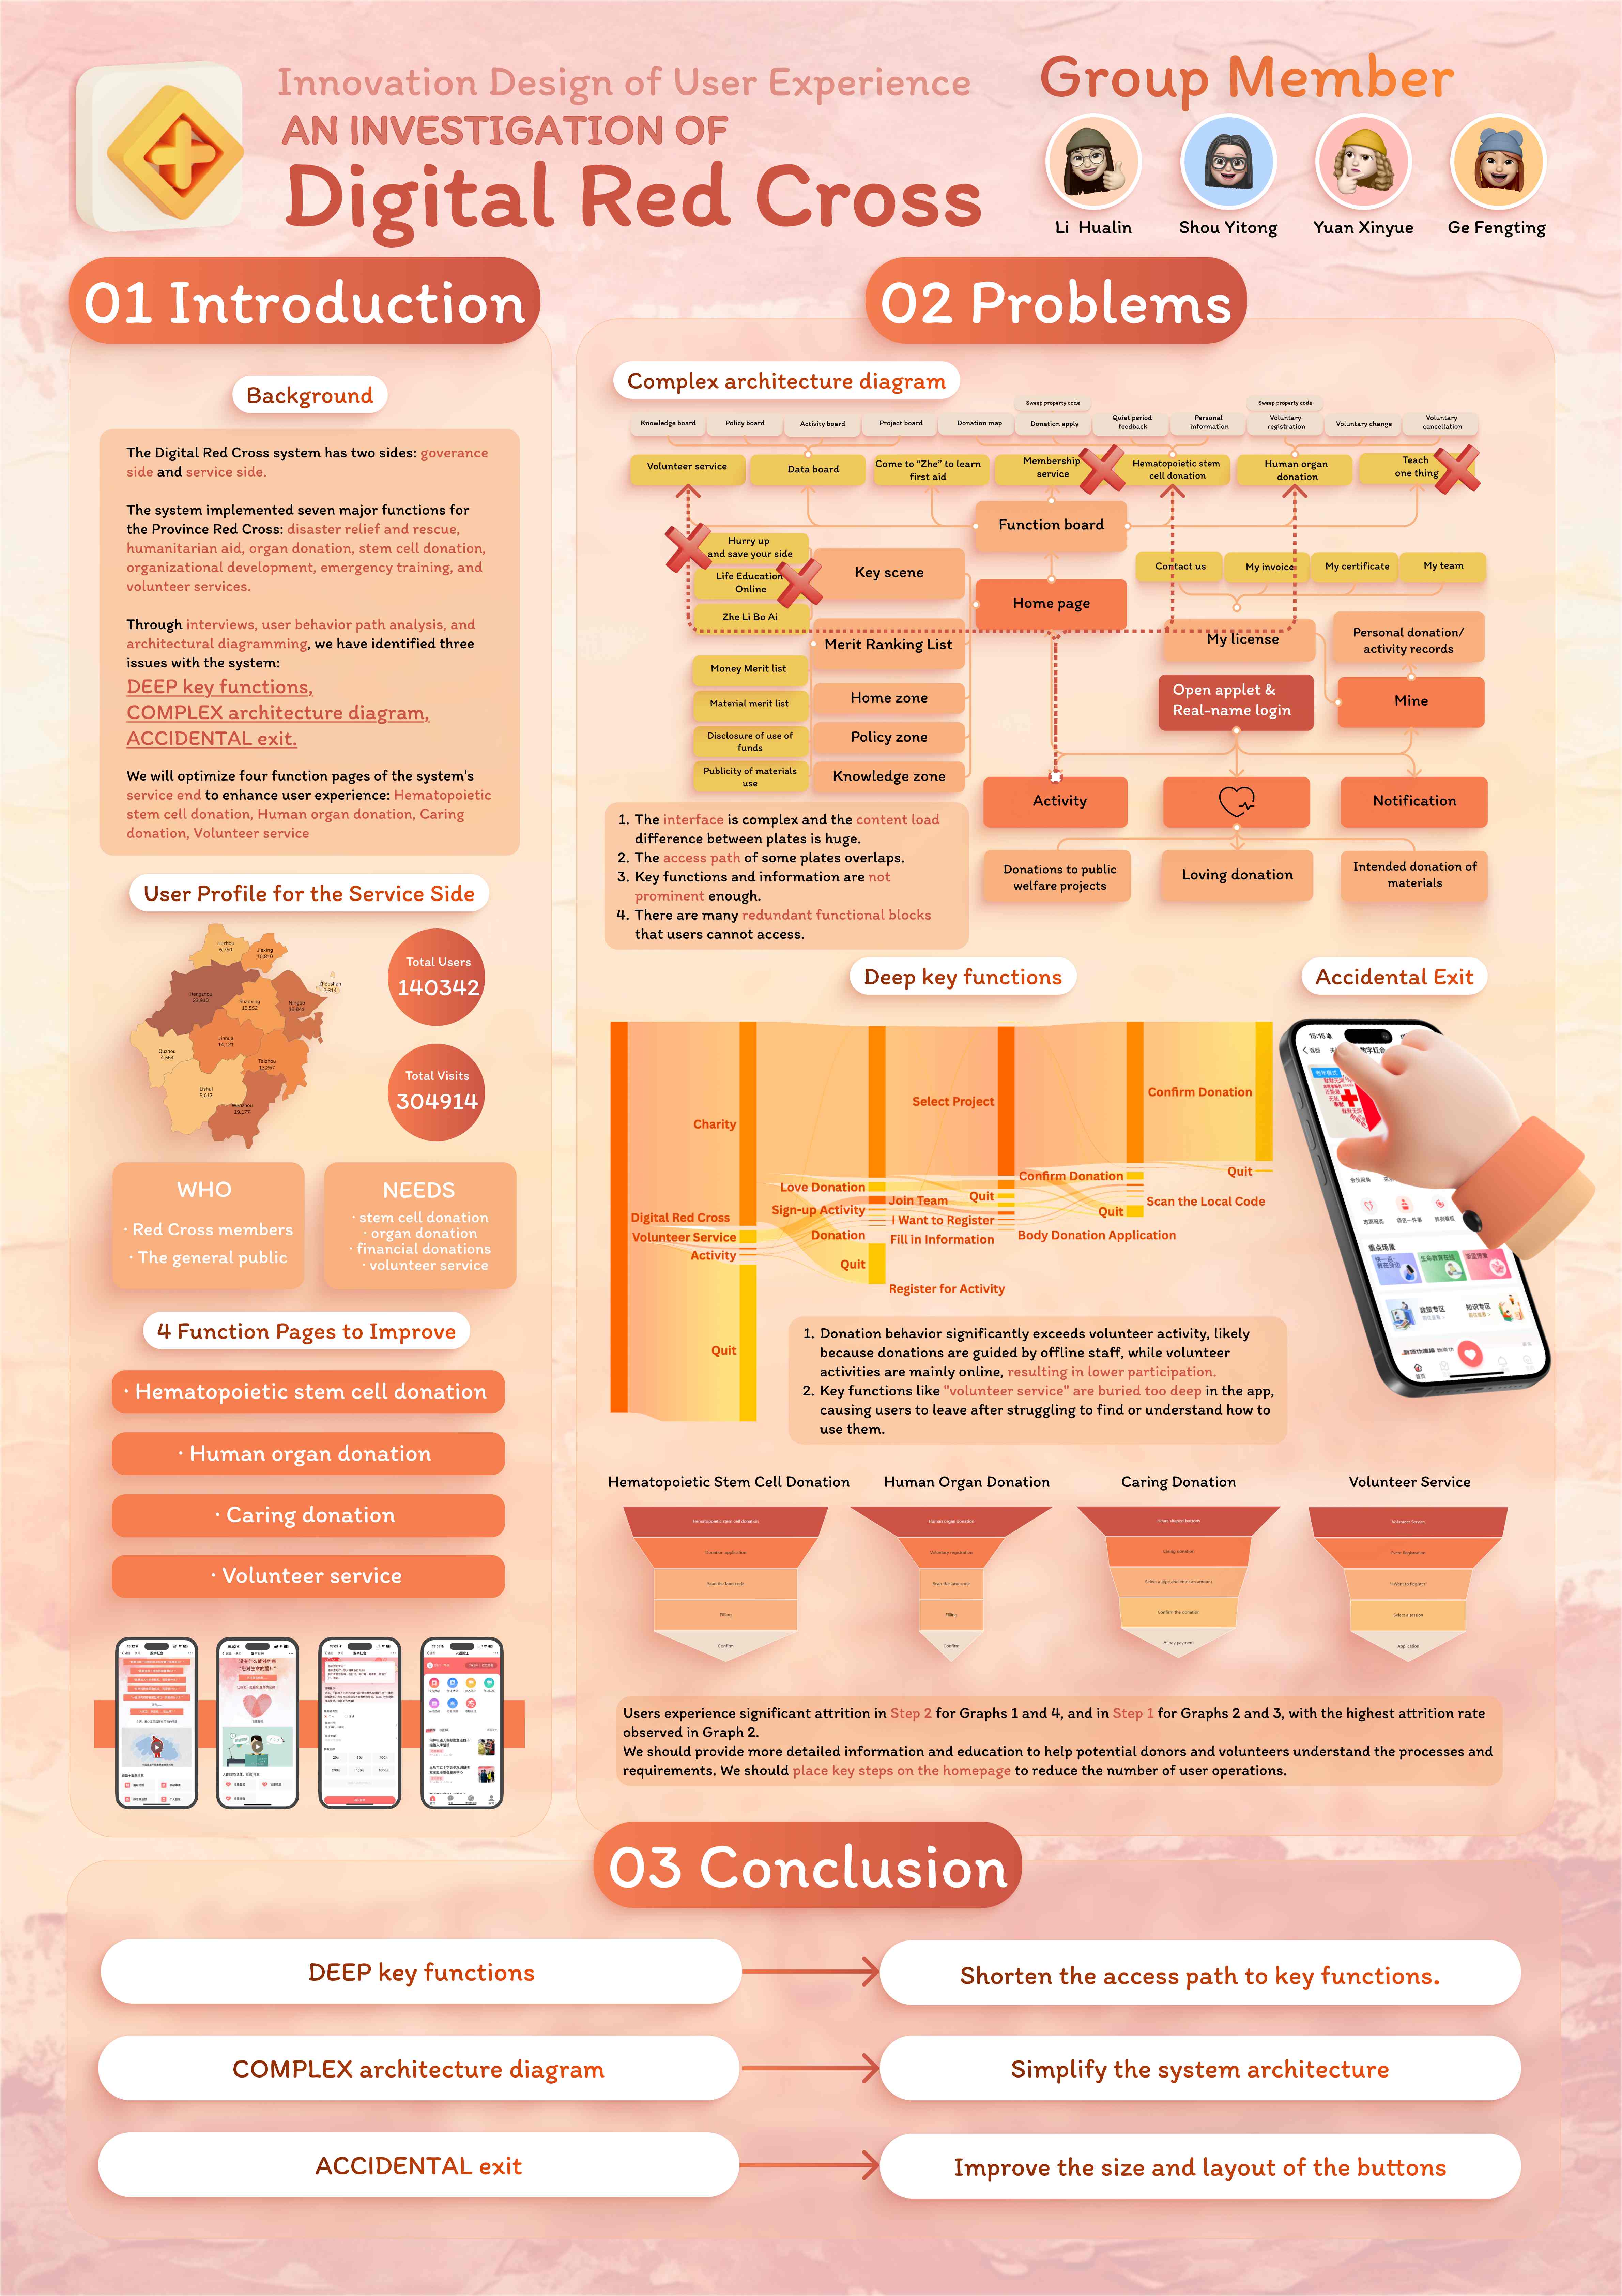 Innovation Design of User Experience
AN INVESTIGATION OF
Digital Red Cross
Group Member
Li Hualin
Shou Yitong
Yuan Xinyue
Ge Fengting
01 Introduction
Background
The Digital Red Cross system has two sides: goverance
side and service side.
The system implemented seven major functions for
the Province Red Cross: disaster relief and rescue,
humanitarian aid, organ donation, stem cell donation,
organizational development, emergency training, and
volunteer services.
Through interviews, user behavior path analysis, and
architectural diagramming, we have identified three
issues with the system:
DEEP key functions,
COMPLEX architecture diagram,
ACCIDENTAL exit.
We will optimize four function pages of the system's
service end to enhance user experience: Hematopoietic
stem cell donation, Human organ donation, Caring
donation, Volunteer service
User Profile for the Service Side
Huzhou
6,750
Jiaxing
10,810
Hangzhou
23,910
Shaoxing
10,552
Ningbo
18,841
Zhoushan
2,414
Jinhua
14,121
Quzhou
4,564
Taizhou
13,267
Lishui
5,017
Wenzhou
19,177
Total Users
140342
Total Visits
304914
WHO
· Red Cross members
· The general public
NEEDS
· stem cell donation
· organ donation
· financial donations
· volunteer service
4 Function Pages to Improve
· Hematopoietic stem cell donation
· Human organ donation
· Caring donation
· Volunteer service
02 Problems
Complex architecture diagram
Sweep property code
Sweep property code
Knowledge board
Policy board
Activity board
Project board
Donation map
Donation apply
Quiet period
feedback
Personal
information
Voluntary
registration
Voluntary change
Voluntary
cancellation
Volunteer service
Data board
Come to "Zhe" to learn
first aid
Membership
service
Hematopoietic stem
cell donation
Human organ
donation
Teach
one thing
Function board
Hurry up
and save your side
Life Education
Online
Zhe Li Bo Ai
Key scene
Home page
Contact us
My invoice
My certificate
My team
Merit Ranking List
My license
Personal donation/
activity records
Money Merit list
Material merit list
Disclosure of use of
funds
Publicity of materials
use
Home zone
Policy zone
Knowledge zone
Open applet &
Real-name login
Mine
Activity
Notification
Donations to public
welfare projects
Loving donation
Intended donation of
materials
1. The interface is complex and the content load
difference between plates is huge.
2. The access path of some plates overlaps.
3. Key functions and information are not
prominent enough.
4. There are many redundant functional blocks
that users cannot access.
Deep key functions
Digital Red Cross
Charity
Volunteer Service
Activity
Quit
Love Donation
Sign-up Activity
Donation
Quit
Select Project
Join Team
I Want to Register
Fill in Information
Register for Activity
Quit
Confirm Donation
Body Donation Application
Quit
Confirm Donation
Quit
Scan the Local Code
1. Donation behavior significantly exceeds volunteer activity, likely
because donations are guided by offline staff, while volunteer
activities are mainly online, resulting in lower participation.
2. Key functions like "volunteer service" are buried too deep in the app,
causing users to leave after struggling to find or understand how to
use them.
Accidental Exit
15:15
返回
重点场景
生命教育在线
政策专区
知识专区
Hematopoietic Stem Cell Donation
Hematopoietic stem cell donation
Donation application
Scan the land code
Filling
Confirm
Human Organ Donation
Human organ donation
Voluntary registration
Scan the land code
Filling
Confirm
Caring Donation
Heart-shaped buttons
Caring donation
Select a type and enter an amount
Confirm the donation
Alipay payment
Volunteer Service
Volunteer Service
Event Registration
"I Want to Register"
Select a session
Application
Users experience significant attrition in Step 2 for Graphs 1 and 4, and in Step 1 for Graphs 2 and 3, with the highest attrition rate
observed in Graph 2.
We should provide more detailed information and education to help potential donors and volunteers understand the processes and
requirements. We should place key steps on the homepage to reduce the number of user operations.
03 Conclusion
DEEP key functions
Shorten the access path to key functions.
COMPLEX architecture diagram
Simplify the system architecture
ACCIDENTAL exit
Improve the size and layout of the buttons